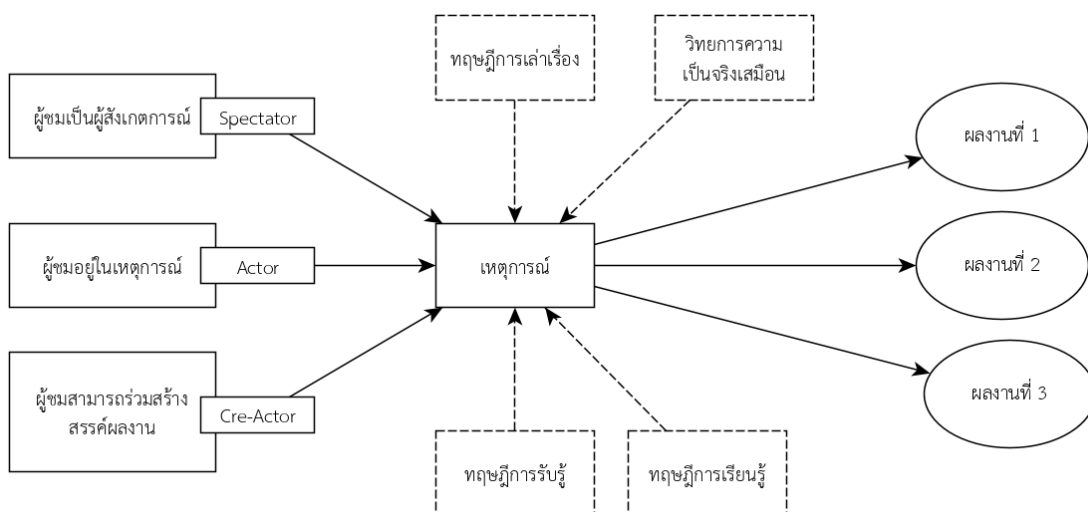 ทฤษฎีการเล่าเรื่อง
วิทยการความ
เป็นจริงเสมือน
ผู้ชมเป็นผู้สังเกตการณ์
Spectator
ผลงานที่ 1
ผู้ชมอยู่ในเหตุการณ์
Actor
เหตุการณ์
ผลงานที่ 2
ผู้ชมสามารถร่วมสร้าง
สรรค์ผลงาน
Cre-Actor
ผลงานที่ 3
ทฤษฎีการรับรู้
ทฤษฎีการเรียนรู้